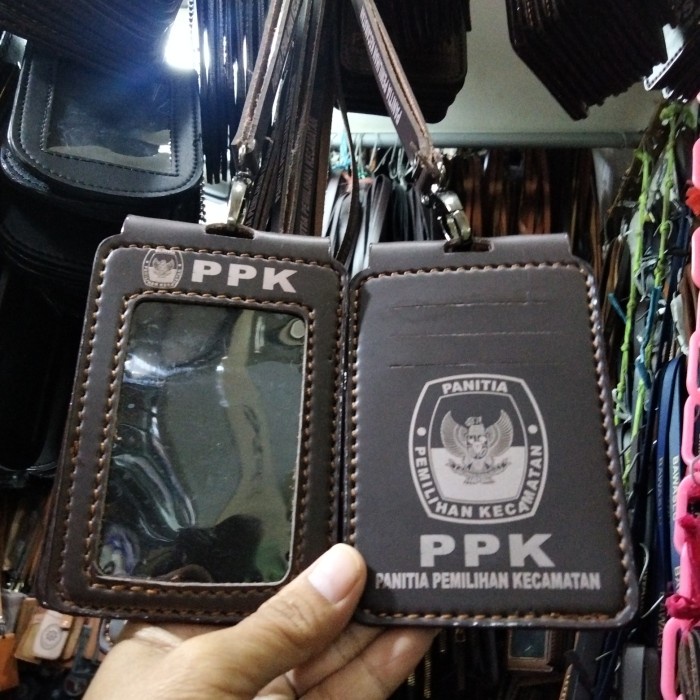 PPK
PANITIA
PEMILIHAN KECAMATAN
PPK
PANITIA PEMILIHAN KECAMATAN